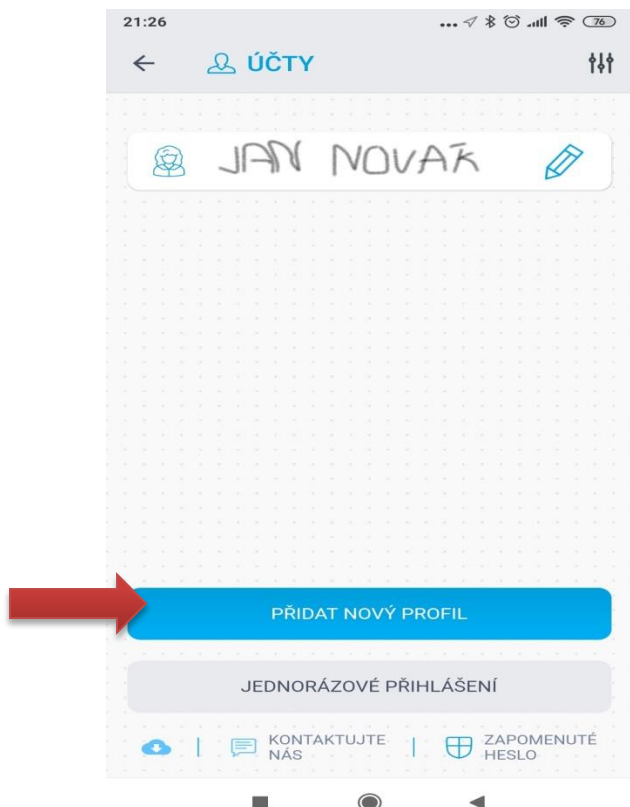 21:26
76
ÚČTY
JAN NOVAK
PŘIDAT NOVÝ PROFIL
JEDNORÁZOVÉ PŘIHLÁŠENÍ
KONTAKTUJTE
NÁS
ZAPOMENUTÉ
HESLO